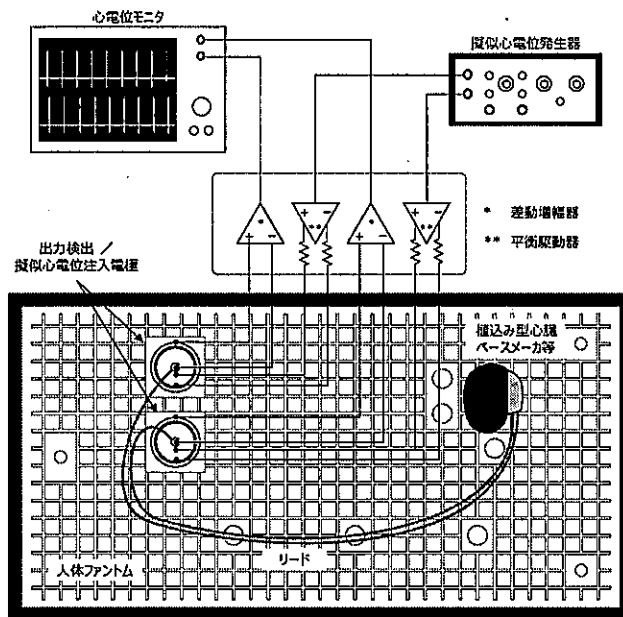 心電位モニタ
擬似心電位発生器
+ * −
+ ** −
+ * −
+ ** −
* 差動増幅器
** 平衡駆動器
出力検出 ／
擬似心電位注入電極
植込み型心臓
ペースメーカ等
リード
人体ファントム